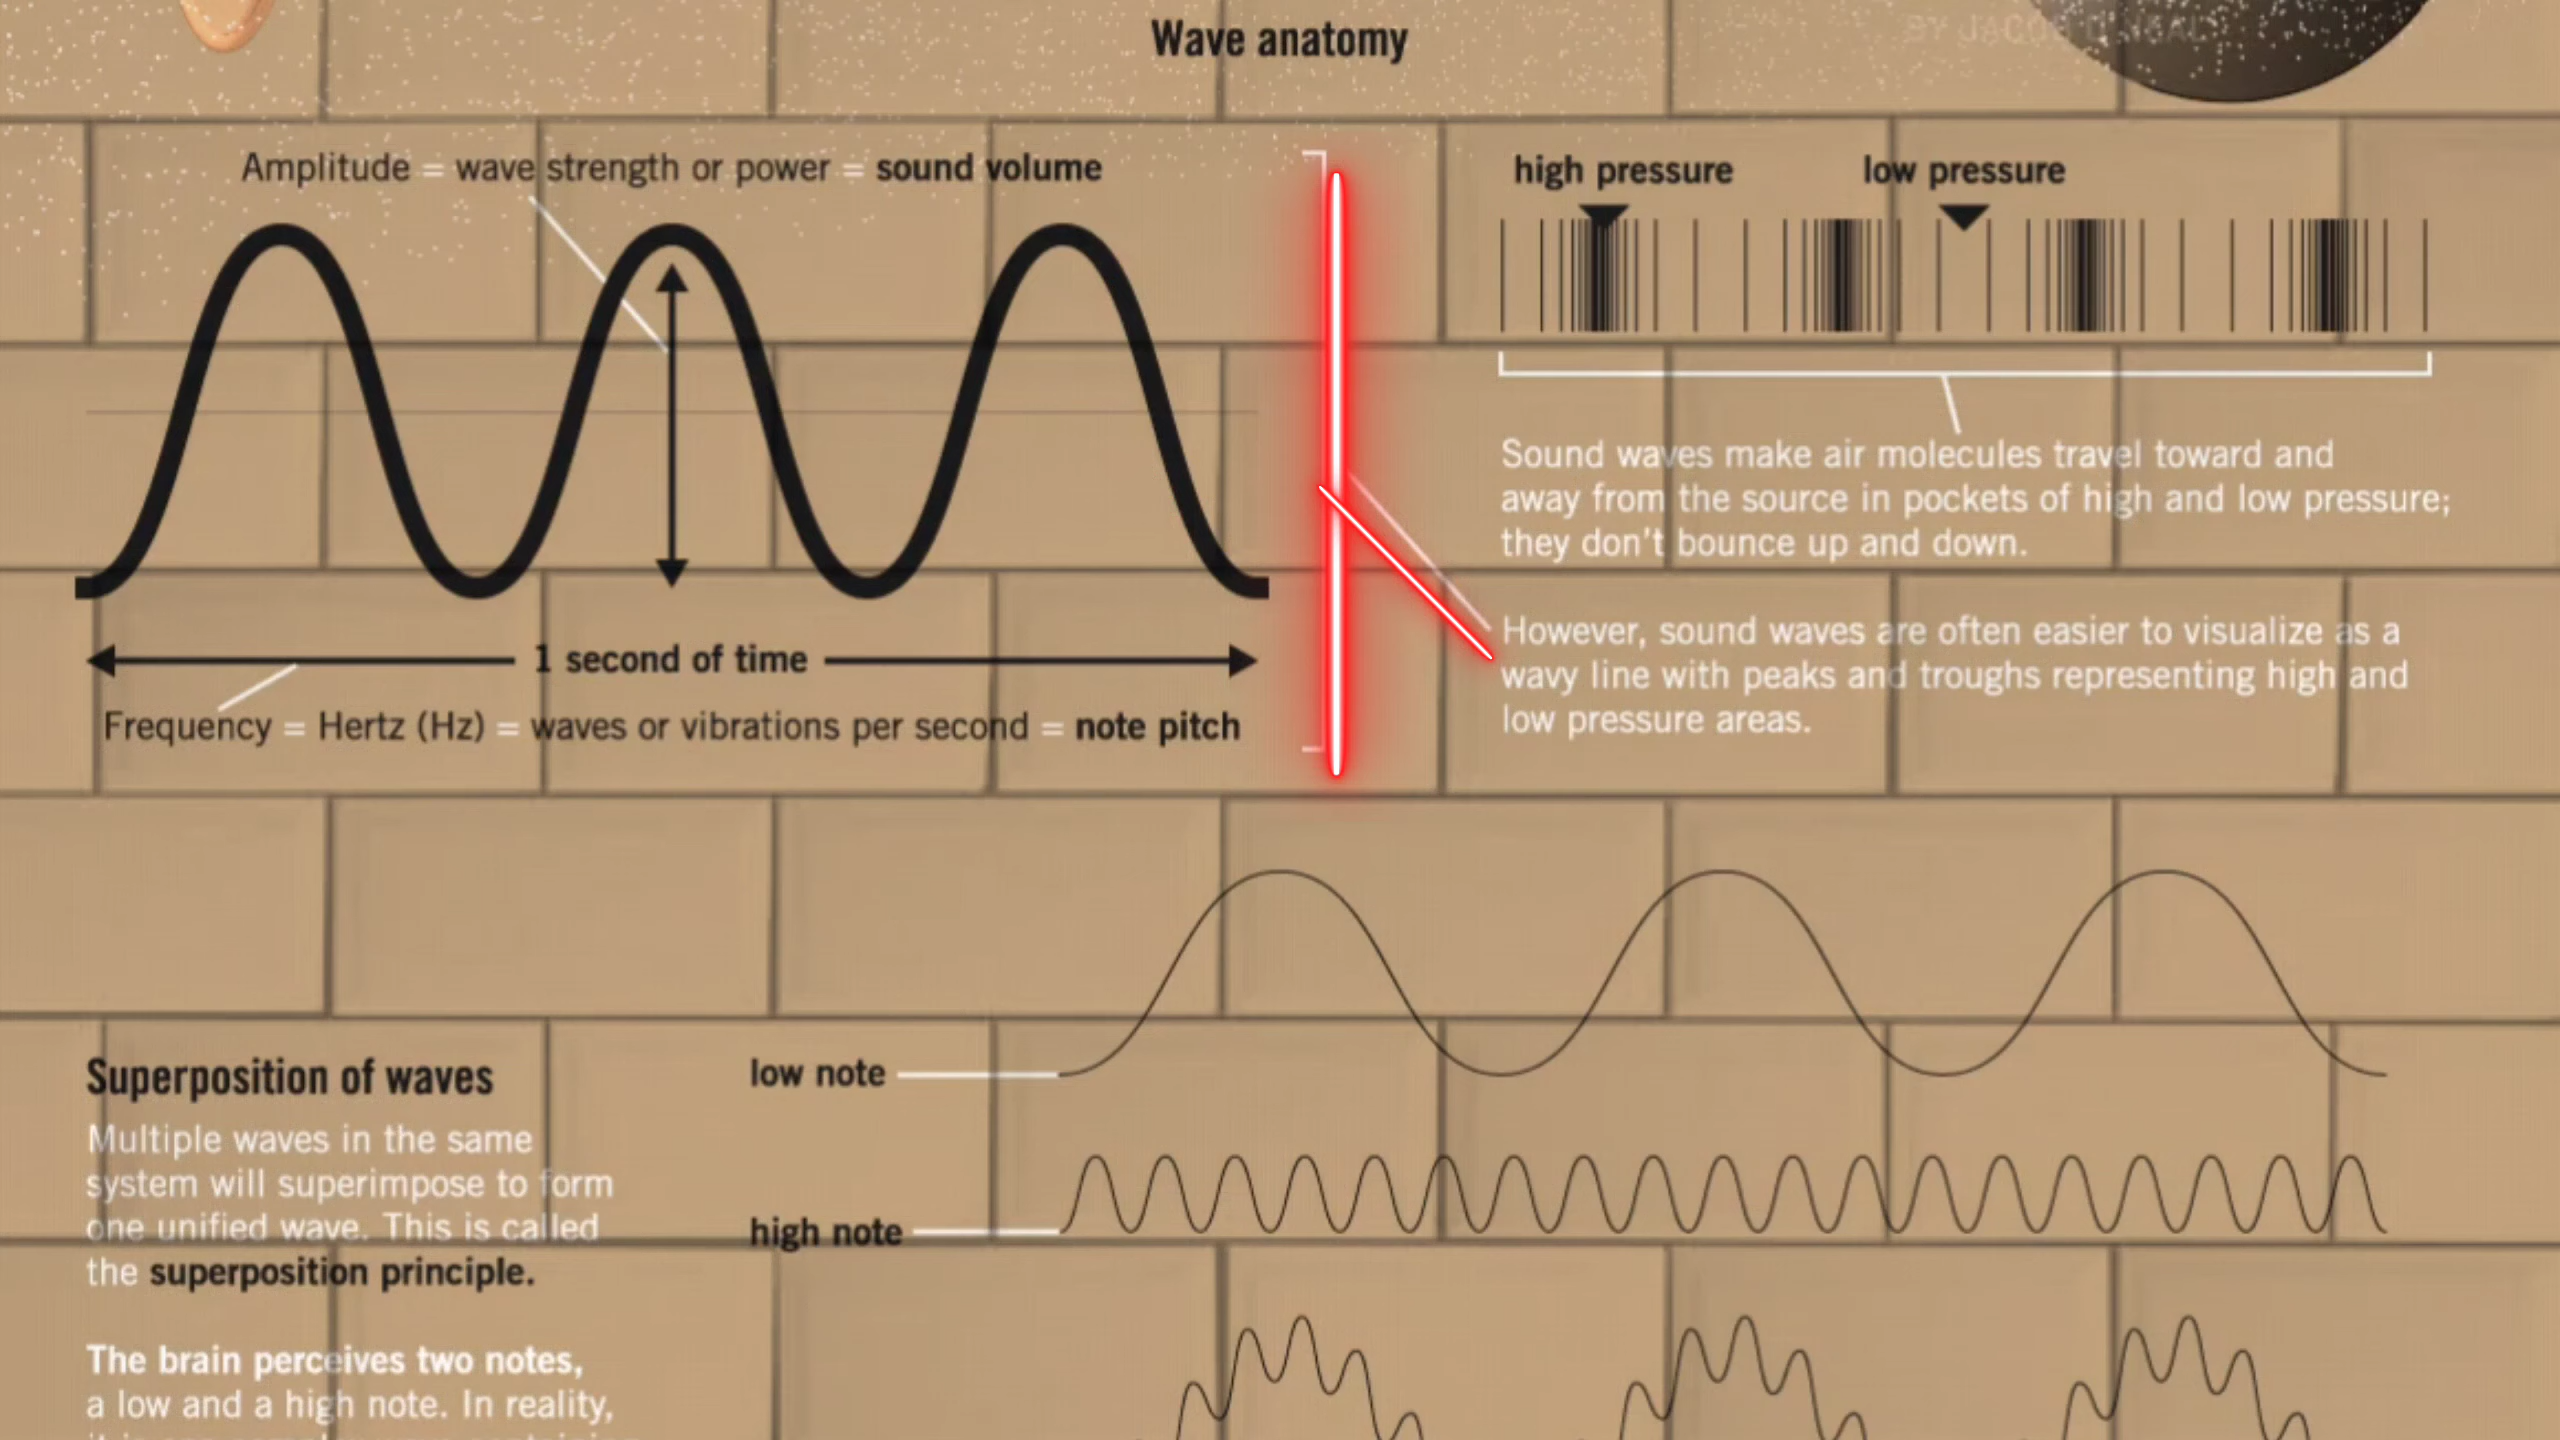 Wave anatomy
Amplitude = wave strength or power = sound volume
1 second of time
Frequency = Hertz (Hz) = waves or vibrations per second = note pitch
high pressure
low pressure
Sound waves make air molecules travel toward and
away from the source in pockets of high and low pressure;
they don't bounce up and down.
However, sound waves are often easier to visualize as a
wavy line with peaks and troughs representing high and
low pressure areas.
Superposition of waves
Multiple waves in the same
system will superimpose to form
one unified wave. This is called
the superposition principle.
The brain perceives two notes,
a low and a high note. In reality,
low note
high note